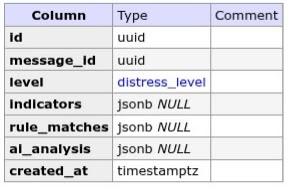 Column Type Comment
id uuid
message_id uuid
level distress_level
indicators jsonb NULL
rule_matches jsonb NULL
ai_analysis jsonb NULL
created_at timestamptz